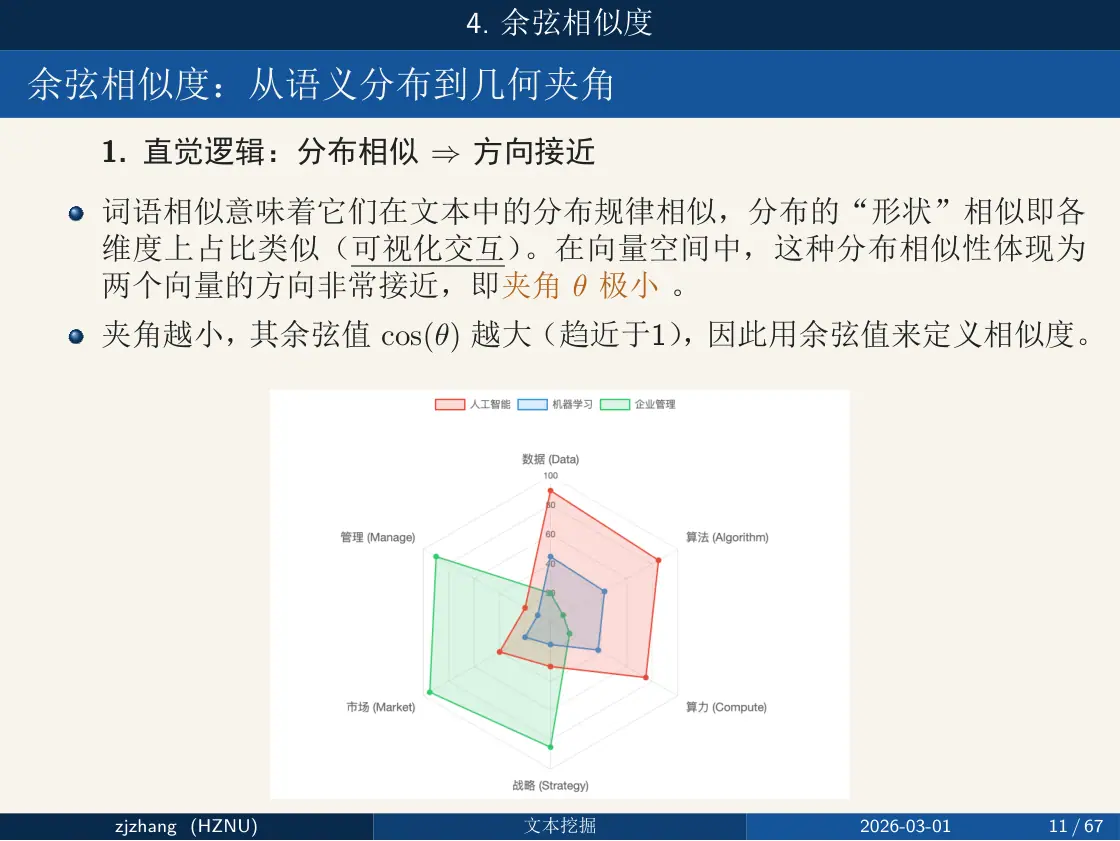 4. 余弦相似度
余弦相似度：从语义分布到几何夹角
1. 直觉逻辑：分布相似 ⇒ 方向接近
词语相似意味着它们在文本中的分布规律相似，分布的“形状”相似即各
维度上占比类似（可视化交互）。在向量空间中，这种分布相似性体现为
两个向量的方向非常接近，即夹角 θ 极小 。
夹角越小，其余弦值 cos(θ) 越大（趋近于1），因此用余弦值来定义相似度。
人工智能 机器学习 企业管理
数据 (Data)
100
80
管理 (Manage)
60
算法 (Algorithm)
40
20
市场 (Market)
算力 (Compute)
战略 (Strategy)
zjzhang (HZNU) 文本挖掘 2026-03-01 11 / 67